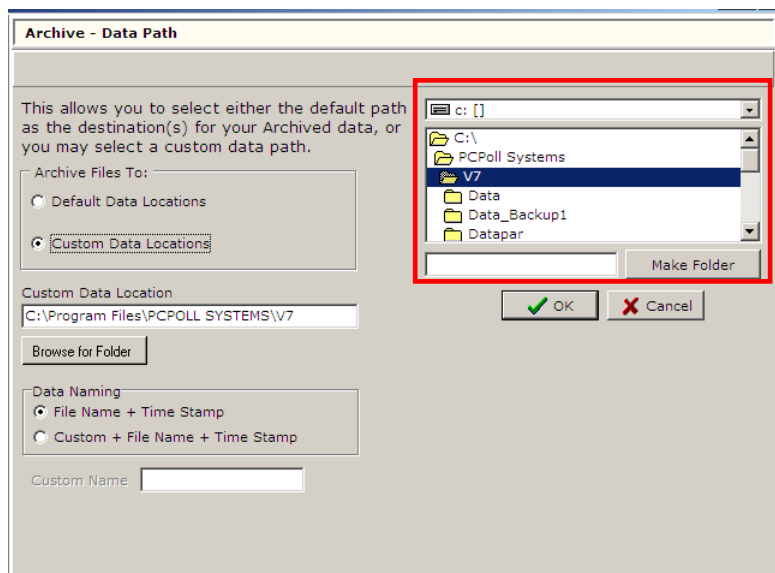 Archive - Data Path
This allows you to select either the default path
as the destination(s) for your Archived data, or
you may select a custom data path.
Archive Files To:
Default Data Locations
Custom Data Locations
Custom Data Location
C:\Program Files\PCPOLL SYSTEMS\V7
Browse for Folder
Data Naming
File Name + Time Stamp
Custom + File Name + Time Stamp
Custom Name
c: []
C:\
PCPoll Systems
V7
Data
Data_Backup1
Datapar
Make Folder
OK
Cancel